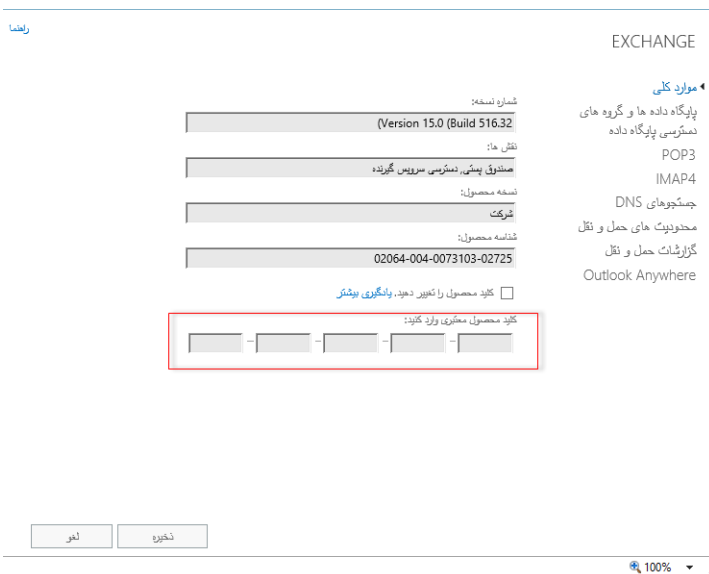 راهنما
EXCHANGE
موارد کلی
پایگاه داده ها و گروه های
دسترسی پایگاه داده
POP3
IMAP4
جستجوهای DNS
محدودیت های حمل و نقل
گزارشات حمل و نقل
Outlook Anywhere
شماره نسخه:
(Version 15.0 (Build 516.32
نقش ها:
صندوق پستی, دسترسی سرویس گیرنده
نسخه محصول:
شرکت
شناسه محصول:
02064-004-0073103-02725
کلید محصول را تغییر دهید. یادگیری بیشتر
کلید محصول معتبری وارد کنید:
– – – –
ذخیره
لغو
100%